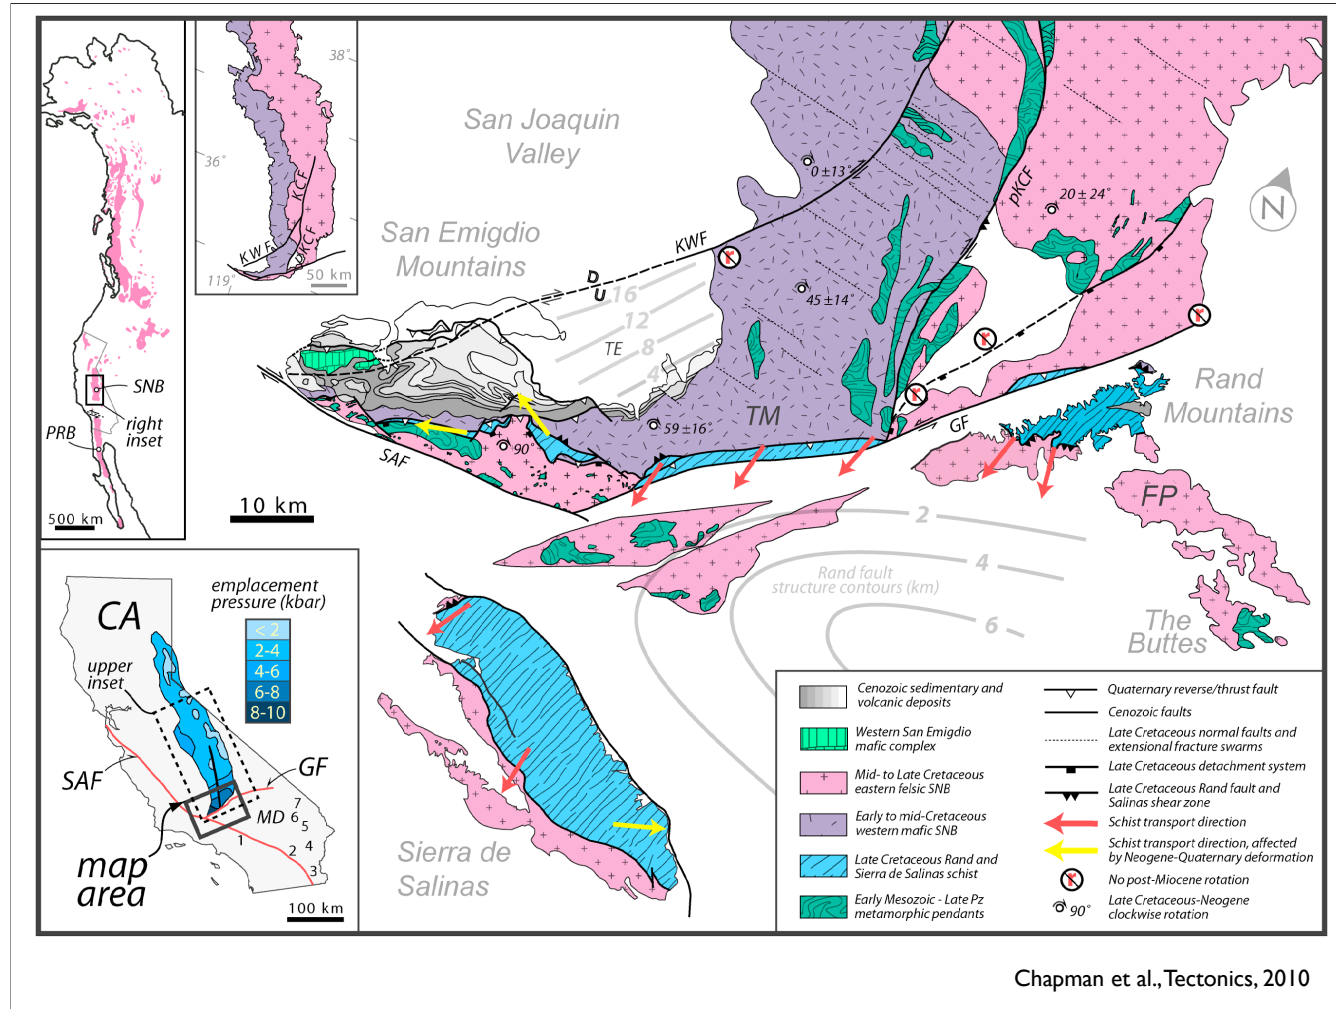 SNB
PRB
right
inset
500 km
38°
36°
119°
KWF
KCF
pKCF
50 km
San Joaquin
Valley
San Emigdio
Mountains
KWF
D
U
16
12
8
4
TE
0 ± 13°
45 ± 14°
59 ± 16°
20 ± 24°
pKCF
N
TM
90°
SAF
GF
10 km
Rand
Mountains
FP
The
Buttes
2
4
6
Rand fault
structure contours (km)
Sierra de
Salinas
CA
emplacement
pressure (kbar)
< 2
2-4
4-6
6-8
8-10
upper
inset
SAF
GF
MD
7
6
5
4
1
2
3
map
area
100 km
Cenozoic sedimentary and
volcanic deposits
Western San Emigdio
mafic complex
Mid- to Late Cretaceous
eastern felsic SNB
Early to mid-Cretaceous
western mafic SNB
Late Cretaceous Rand and
Sierra de Salinas schist
Early Mesozoic - Late Pz
metamorphic pendants
Quaternary reverse/thrust fault
Cenozoic faults
Late Cretaceous normal faults and
extensional fracture swarms
Late Cretaceous detachment system
Late Cretaceous Rand fault and
Salinas shear zone
Schist transport direction
Schist transport direction, affected
by Neogene-Quaternary deformation
No post-Miocene rotation
90°
Late Cretaceous-Neogene
clockwise rotation
Chapman et al., Tectonics, 2010